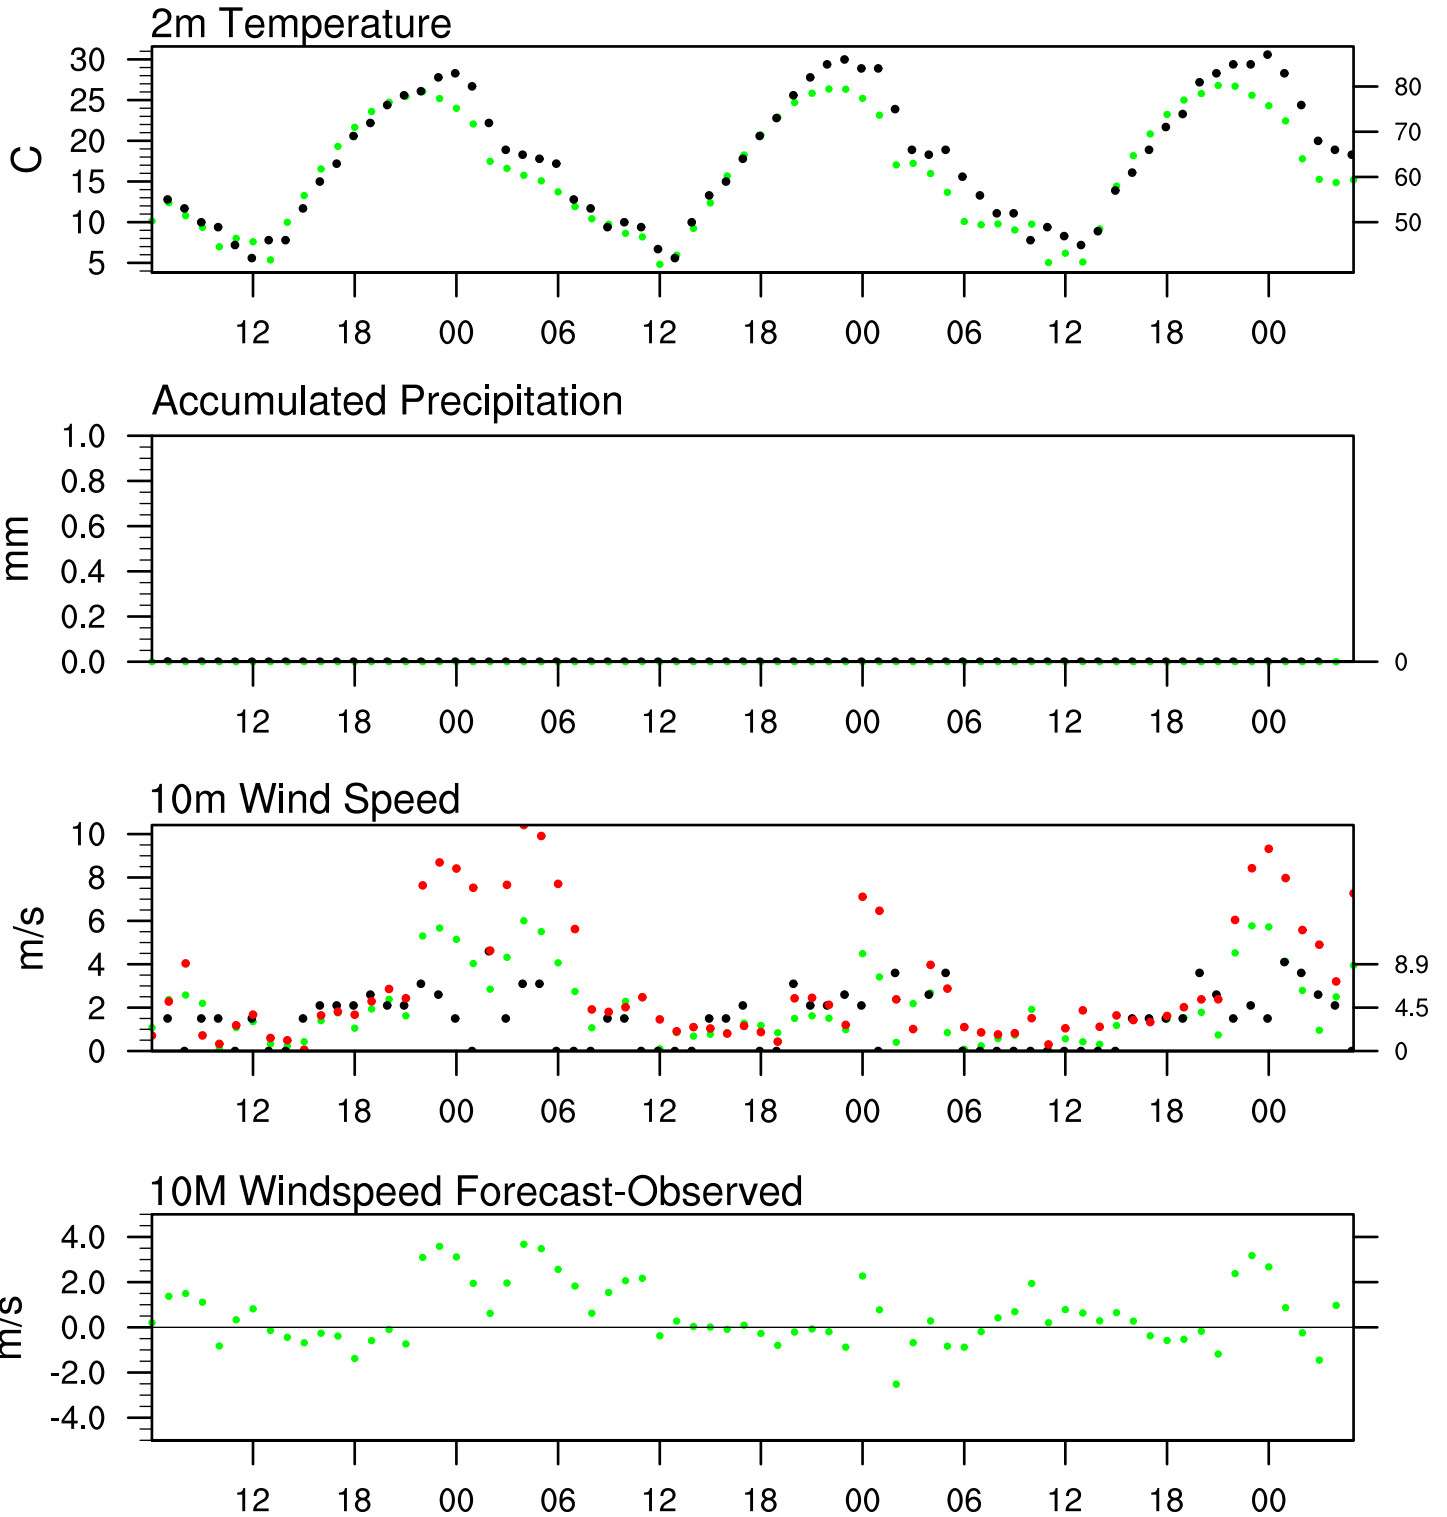 2m Temperature
30
25
20
15
10
5
C
80
70
60
50
12 18 00 06 12 18 00 06 12 18 00
Accumulated Precipitation
1.0
0.8
0.6
0.4
0.2
0.0
mm
0
12 18 00 06 12 18 00 06 12 18 00
10m Wind Speed
10
8
6
4
2
0
m/s
8.9
4.5
0
12 18 00 06 12 18 00 06 12 18 00
10M Windspeed Forecast-Observed
4.0
2.0
0.0
-2.0
-4.0
m/s
12 18 00 06 12 18 00 06 12 18 00